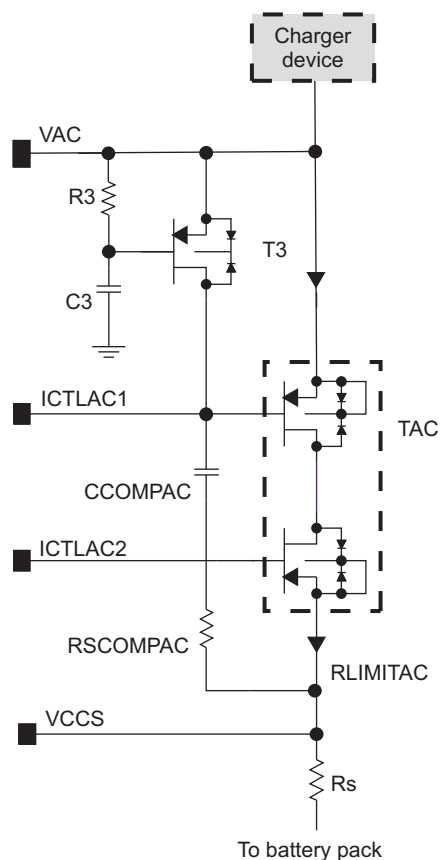 Charger
device
VAC
R3
T3
C3
ICTLAC1
TAC
CCOMPAC
ICTLAC2
RSCOMPAC
RLIMITAC
VCCS
Rs
To battery pack